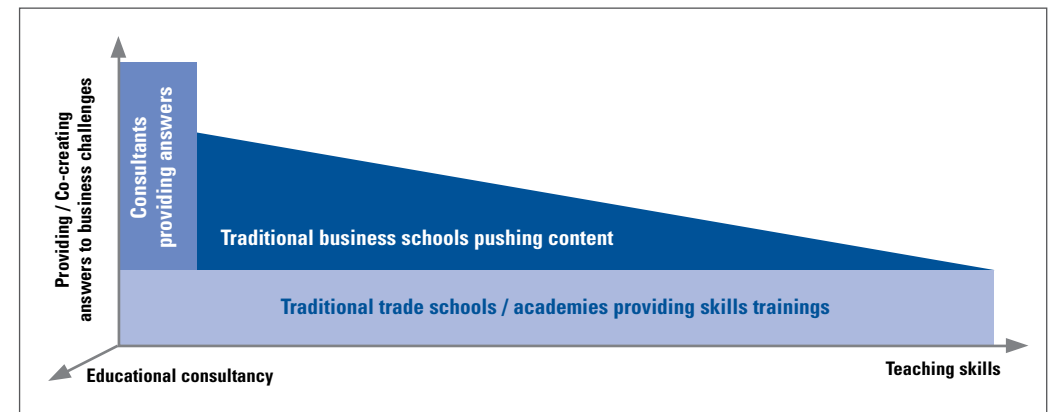 Providing / Co-creating
answers to business challenges
Consultants
providing answers
Traditional business schools pushing content
Traditional trade schools / academies providing skills trainings
Educational consultancy
Teaching skills